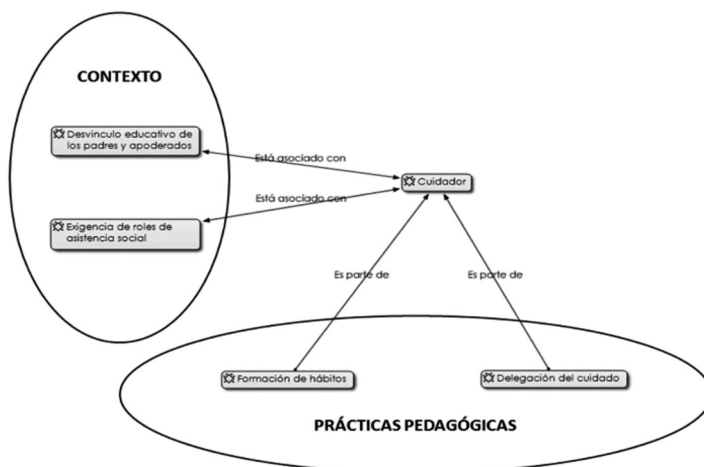 CONTEXTO
Desvinculo educativo de
los padres y apoderados
Está asociado con
Cuidador
Está asociado con
Exigencia de roles de
asistencia social
Es parte de
Es parte de
Formación de hábitos
Delegación del cuidado
PRÁCTICAS PEDAGÓGICAS